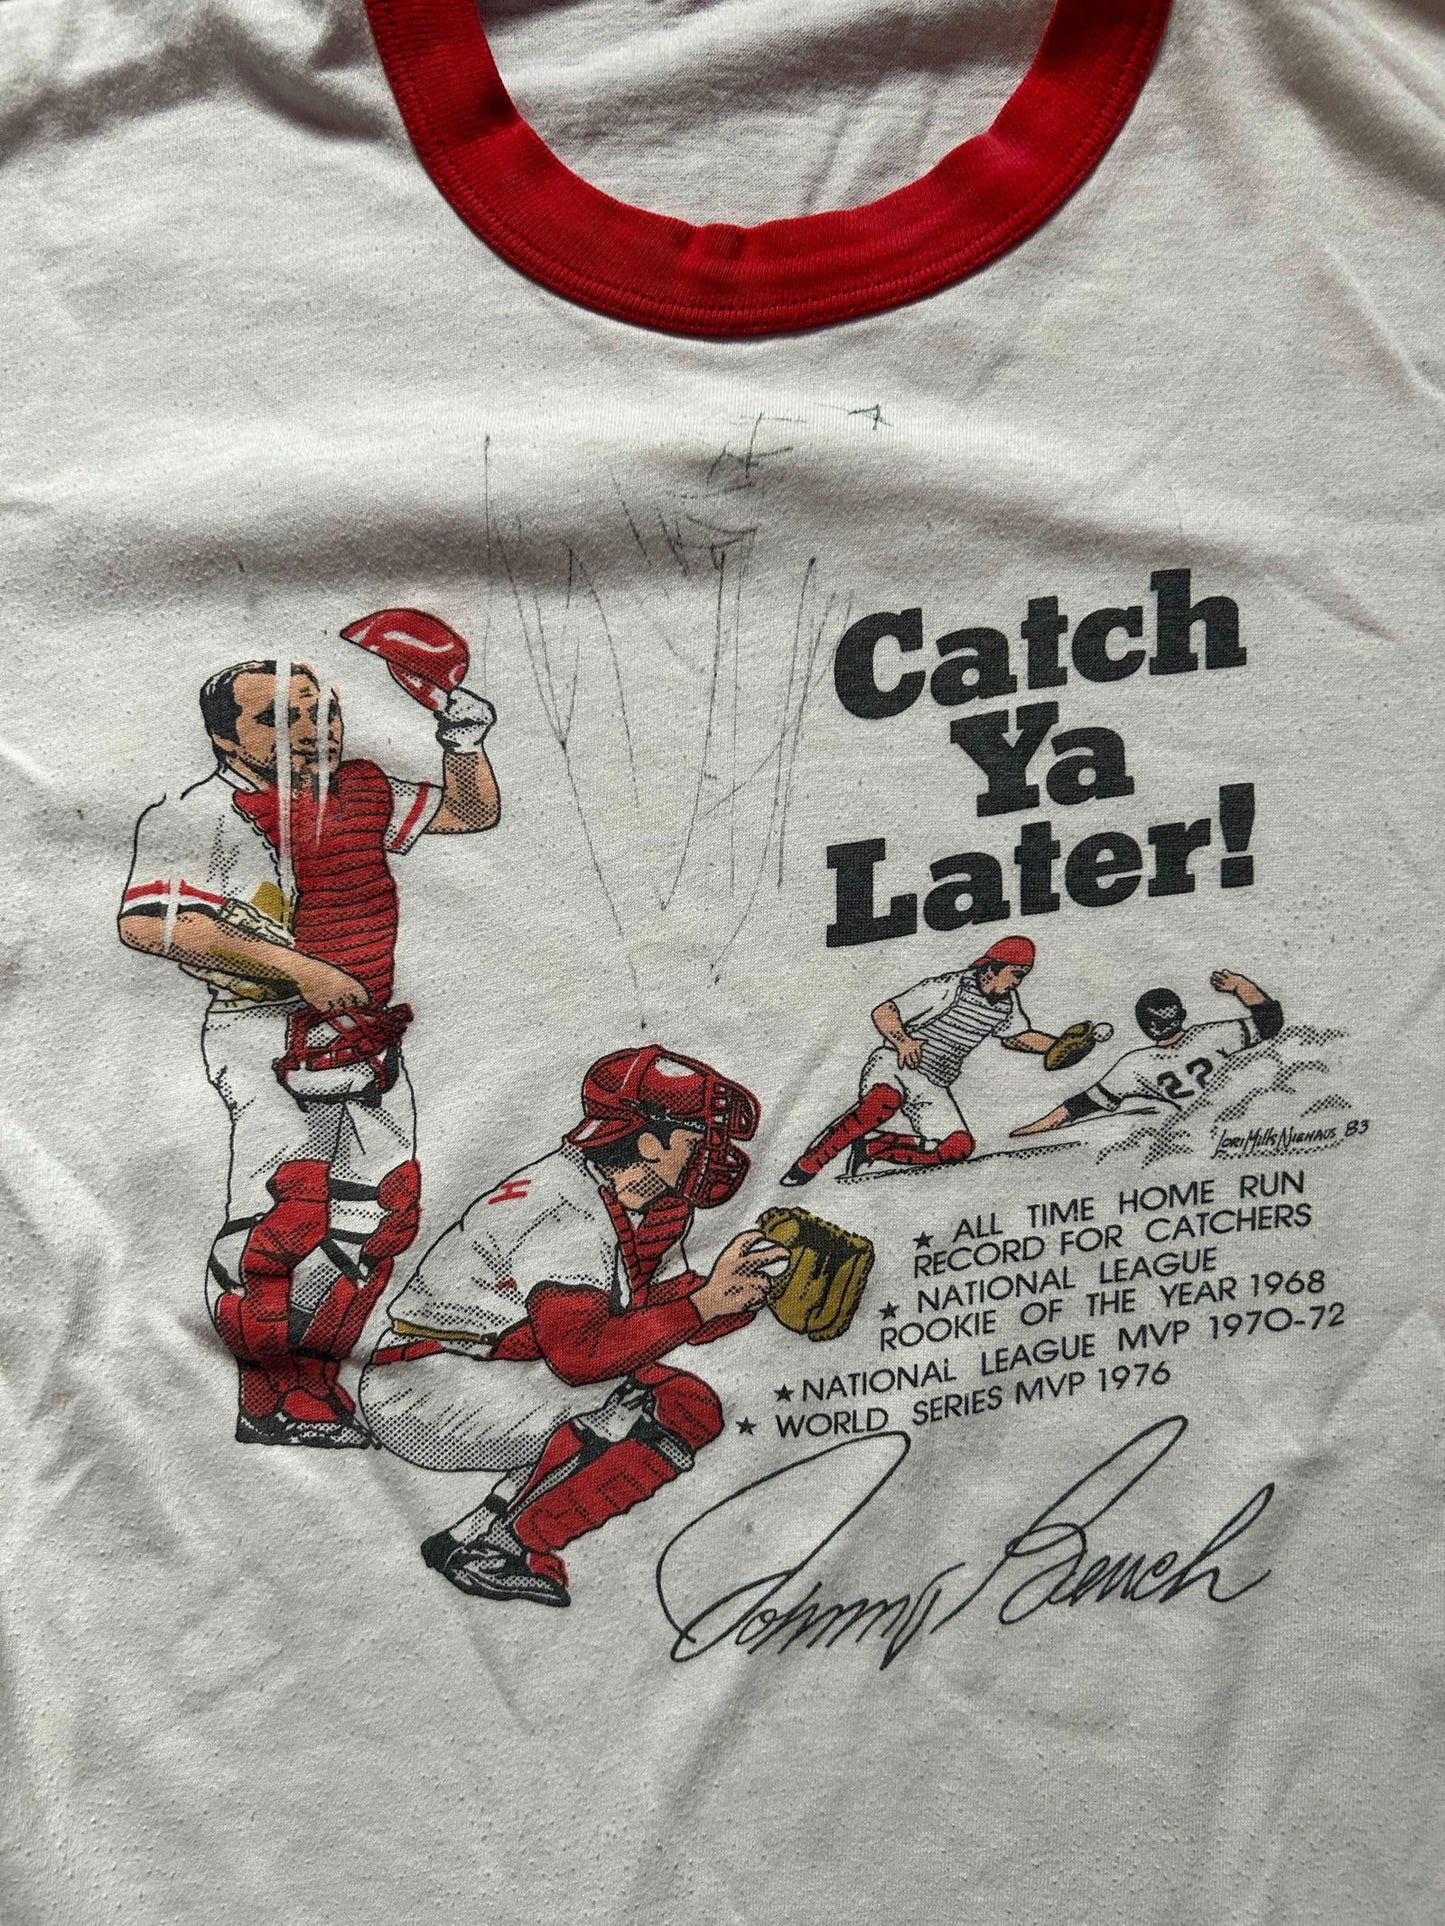 Catch
Ya
Later!
22
Lori Mills Niehaus 83
★ ALL TIME HOME RUN
RECORD FOR CATCHERS
★ NATIONAL LEAGUE
ROOKIE OF THE YEAR 1968
★ NATIONAL LEAGUE MVP 1970-72
★ WORLD SERIES MVP 1976
Johnny Bench